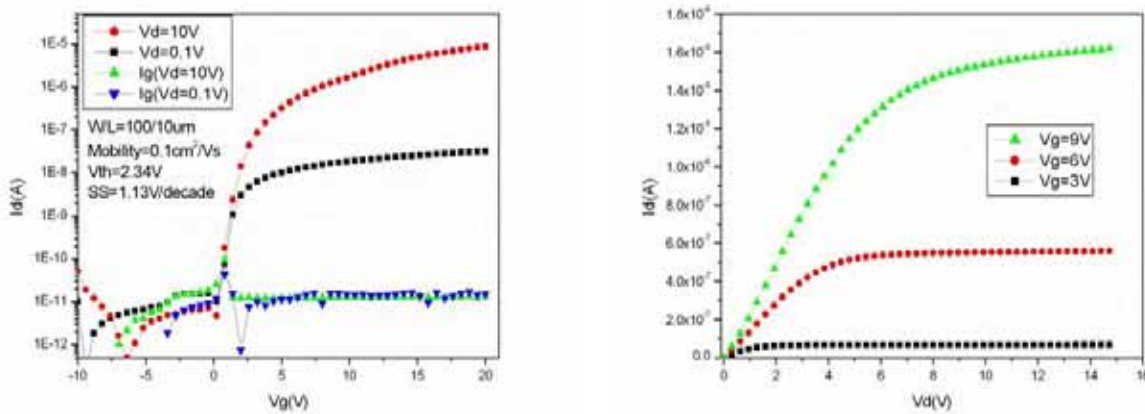 Vd=10V
Vd=0.1V
Ig(Vd=10V)
Ig(Vd=0.1V)
W/L=100/10um
Mobility=0.1cm²/Vs
Vth=2.34V
SS=1.13V/decade
1E-5
1E-6
1E-7
1E-8
1E-9
1E-10
1E-11
1E-12
Id(A)
-10
-5
0
5
10
15
20
Vg(V)
Vg=9V
Vg=6V
Vg=3V
0.0
Id(A)
0
2
4
6
8
10
12
14
16
Vd(V)